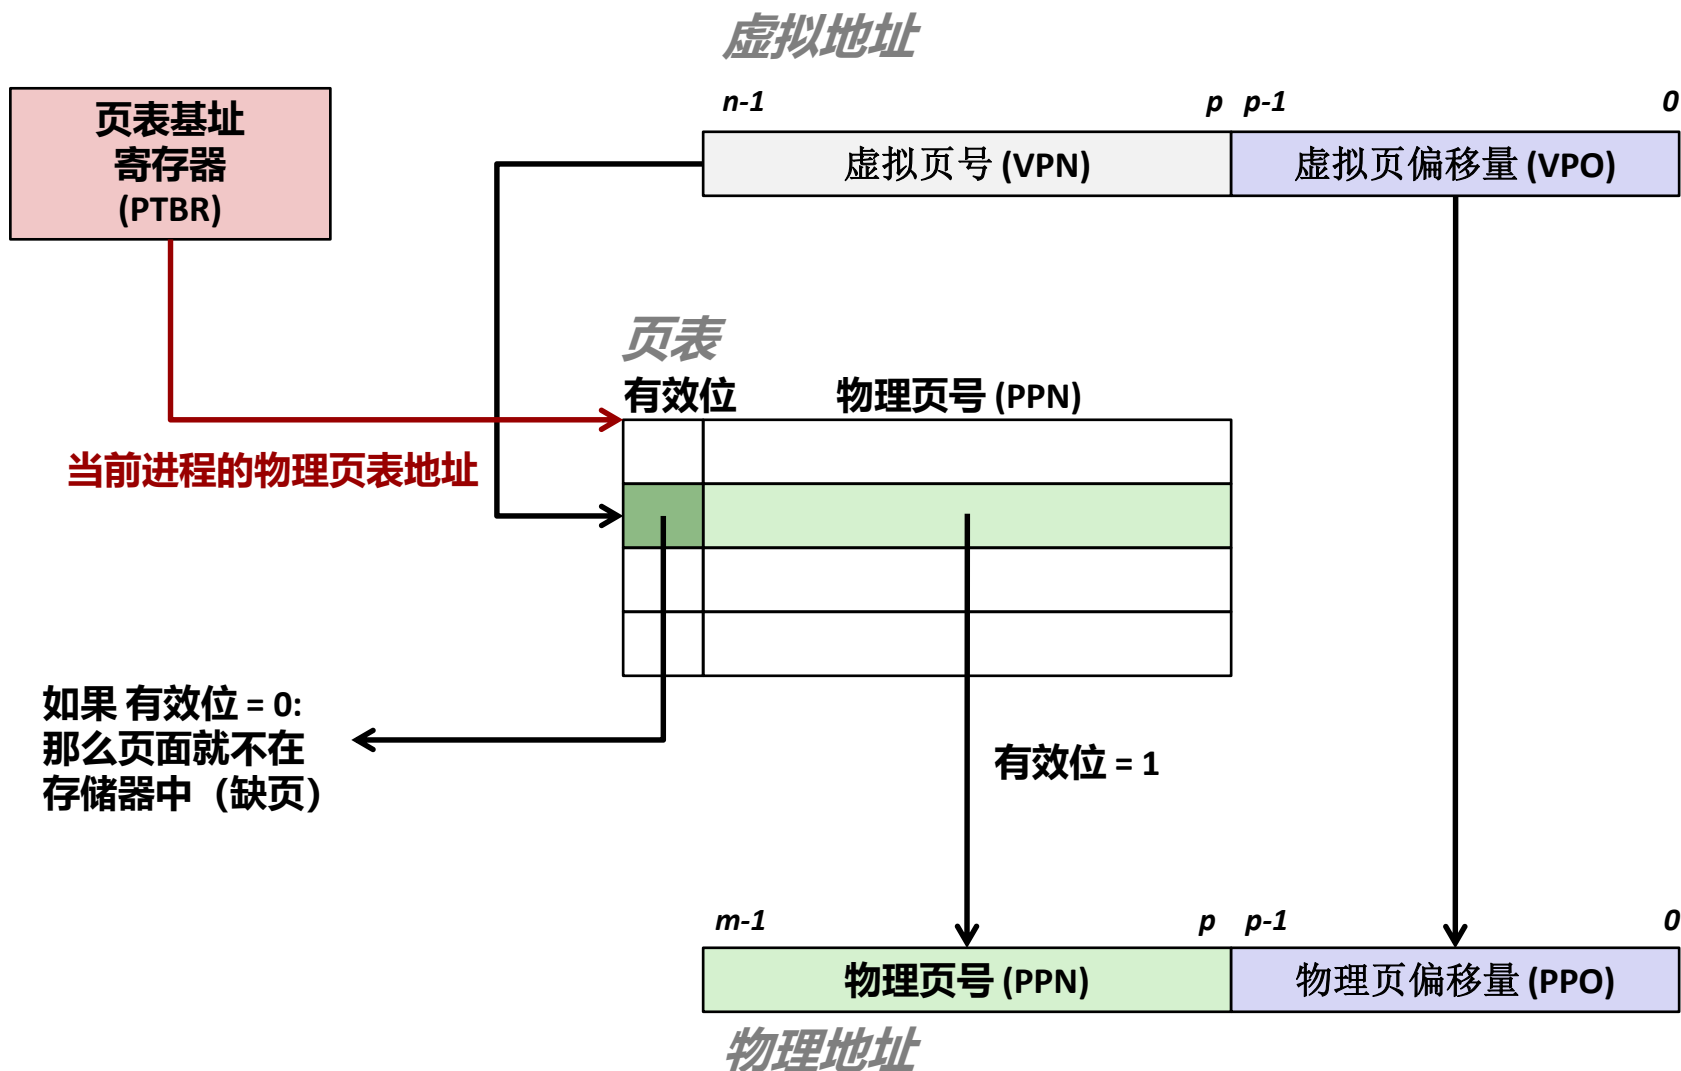 虚拟地址
页表基址
寄存器
(PTBR)
n-1 p p-1 0
虚拟页号 (VPN) 虚拟页偏移量 (VPO)
页表
有效位 物理页号 (PPN)
当前进程的物理页表地址
如果 有效位 = 0:
那么页面就不在
存储器中（缺页）
有效位 = 1
m-1 p p-1 0
物理页号 (PPN) 物理页偏移量 (PPO)
物理地址